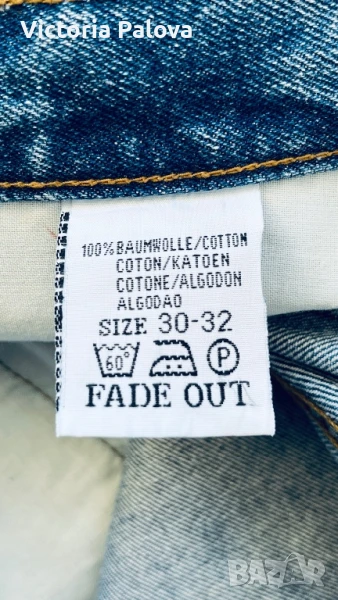 Victoria Palova
100% BAUMWOLLE/COTTON
COTON/KATOEN
COTONE/ALGODON
ALGODAO
SIZE 30-32
60° P
FADE OUT
BAZAR